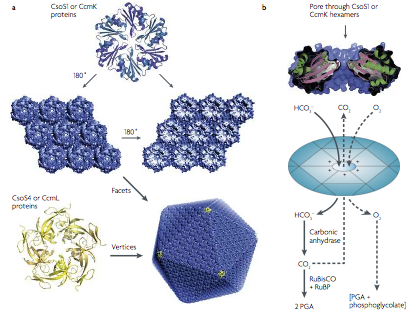 a
CsoS1 or CcmK
proteins
180°
180°
Facets
CsoS4 or CcmL
proteins
Vertices
b
Pore through CsoS1 or
CcmK hexamers
HCO3⁻ CO2 O2
+ + + + + +
HCO3⁻ O2
Carbonic
anhydrase
CO2
RuBisCO
+ RuBP
2 PGA
[PGA +
phosphoglycolate]